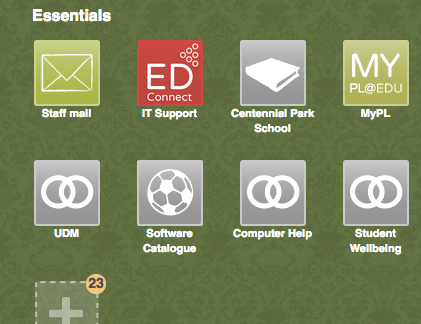 Essentials
ED
Connect
MY
PL@EDU
Staff mail
IT Support
Centennial Park
School
MyPL
UDM
Software
Catalogue
Computer Help
Student
Wellbeing
23